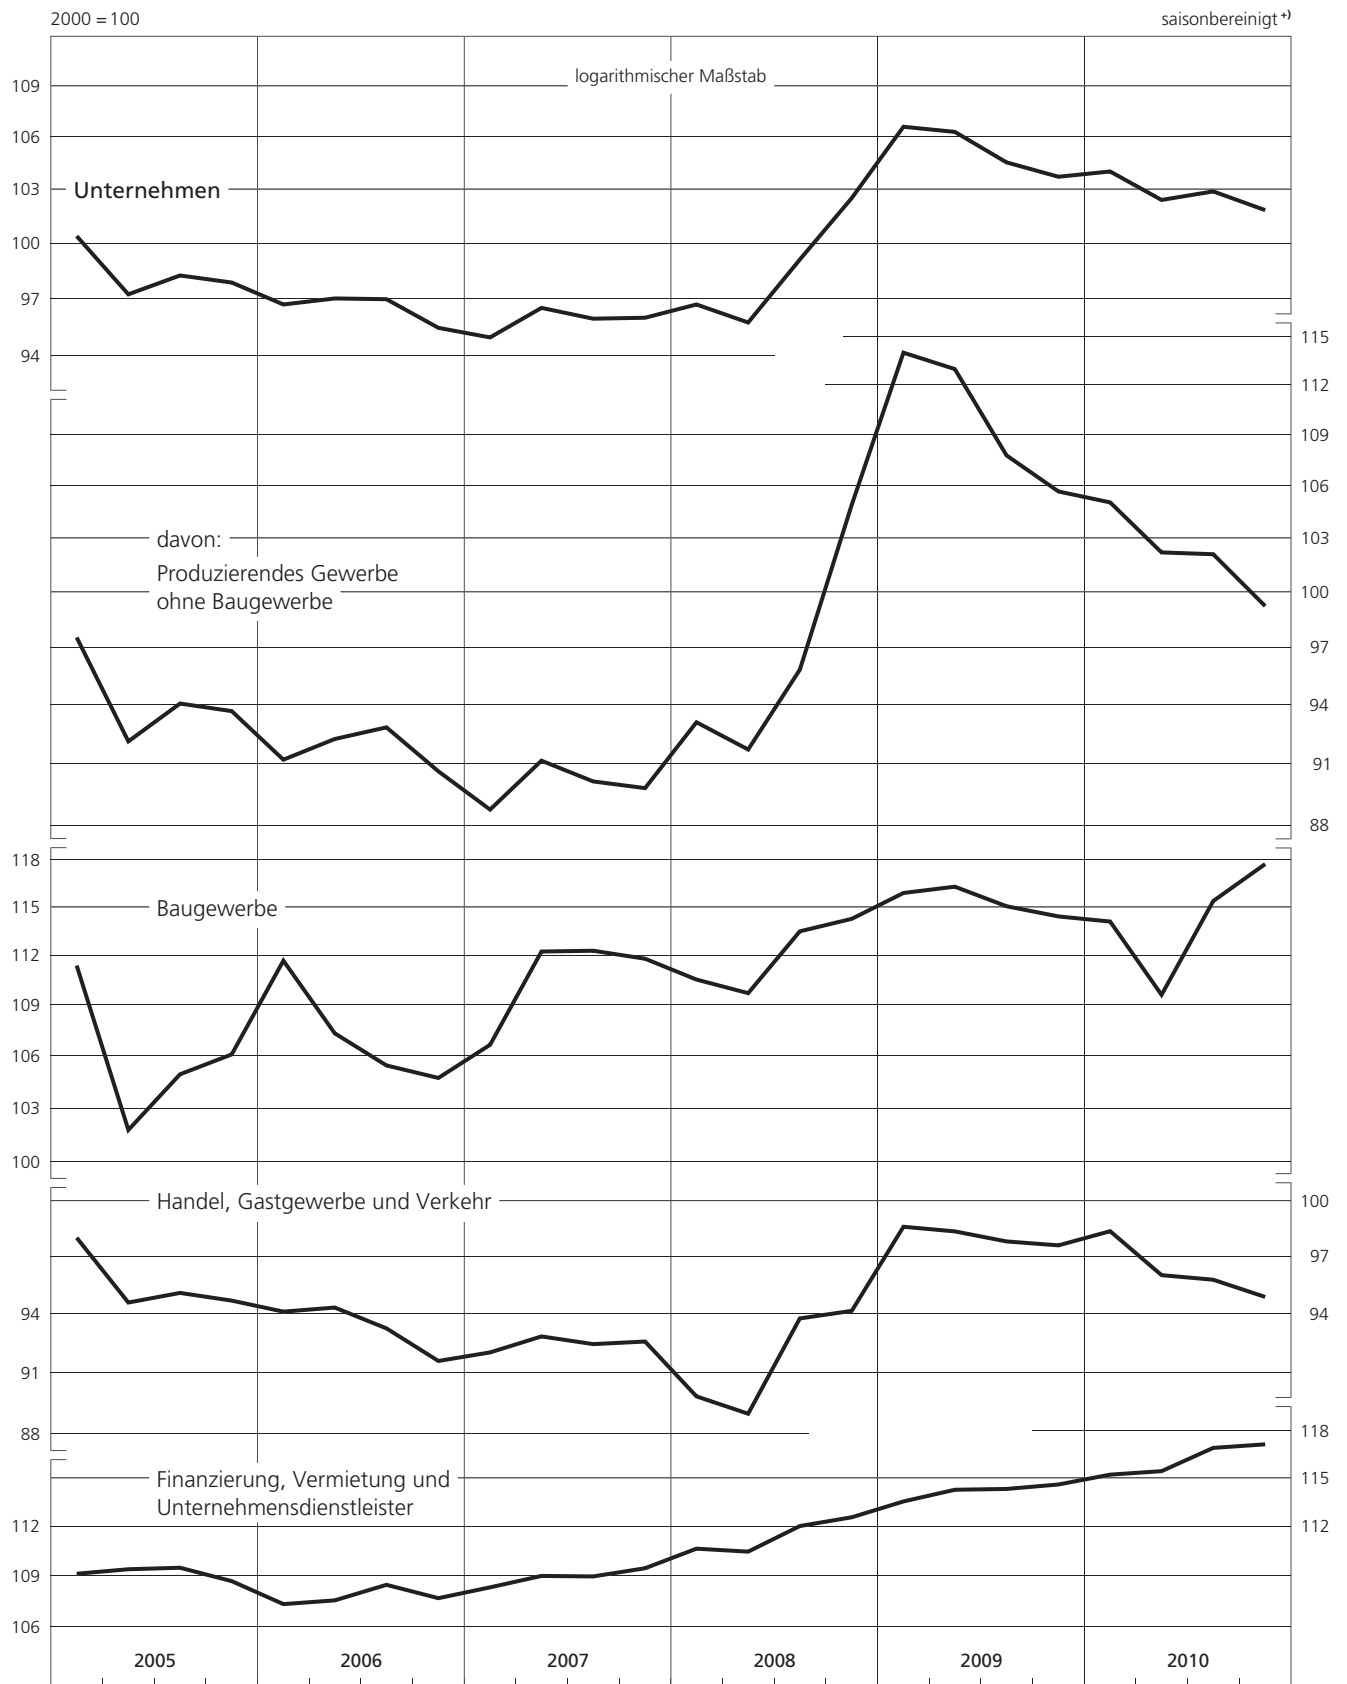 2000 = 100
saisonbereinigt +)
logarithmischer Maßstab
109
106
103
Unternehmen
100
97
94
115
112
109
106
davon:
103
Produzierendes Gewerbe
ohne Baugewerbe
100
97
94
91
88
118
115
Baugewerbe
112
109
106
103
100
Handel, Gastgewerbe und Verkehr
100
97
94
94
91
88
118
Finanzierung, Vermietung und
115
Unternehmensdienstleister
112
112
109
106
2005 2006 2007 2008 2009 2010